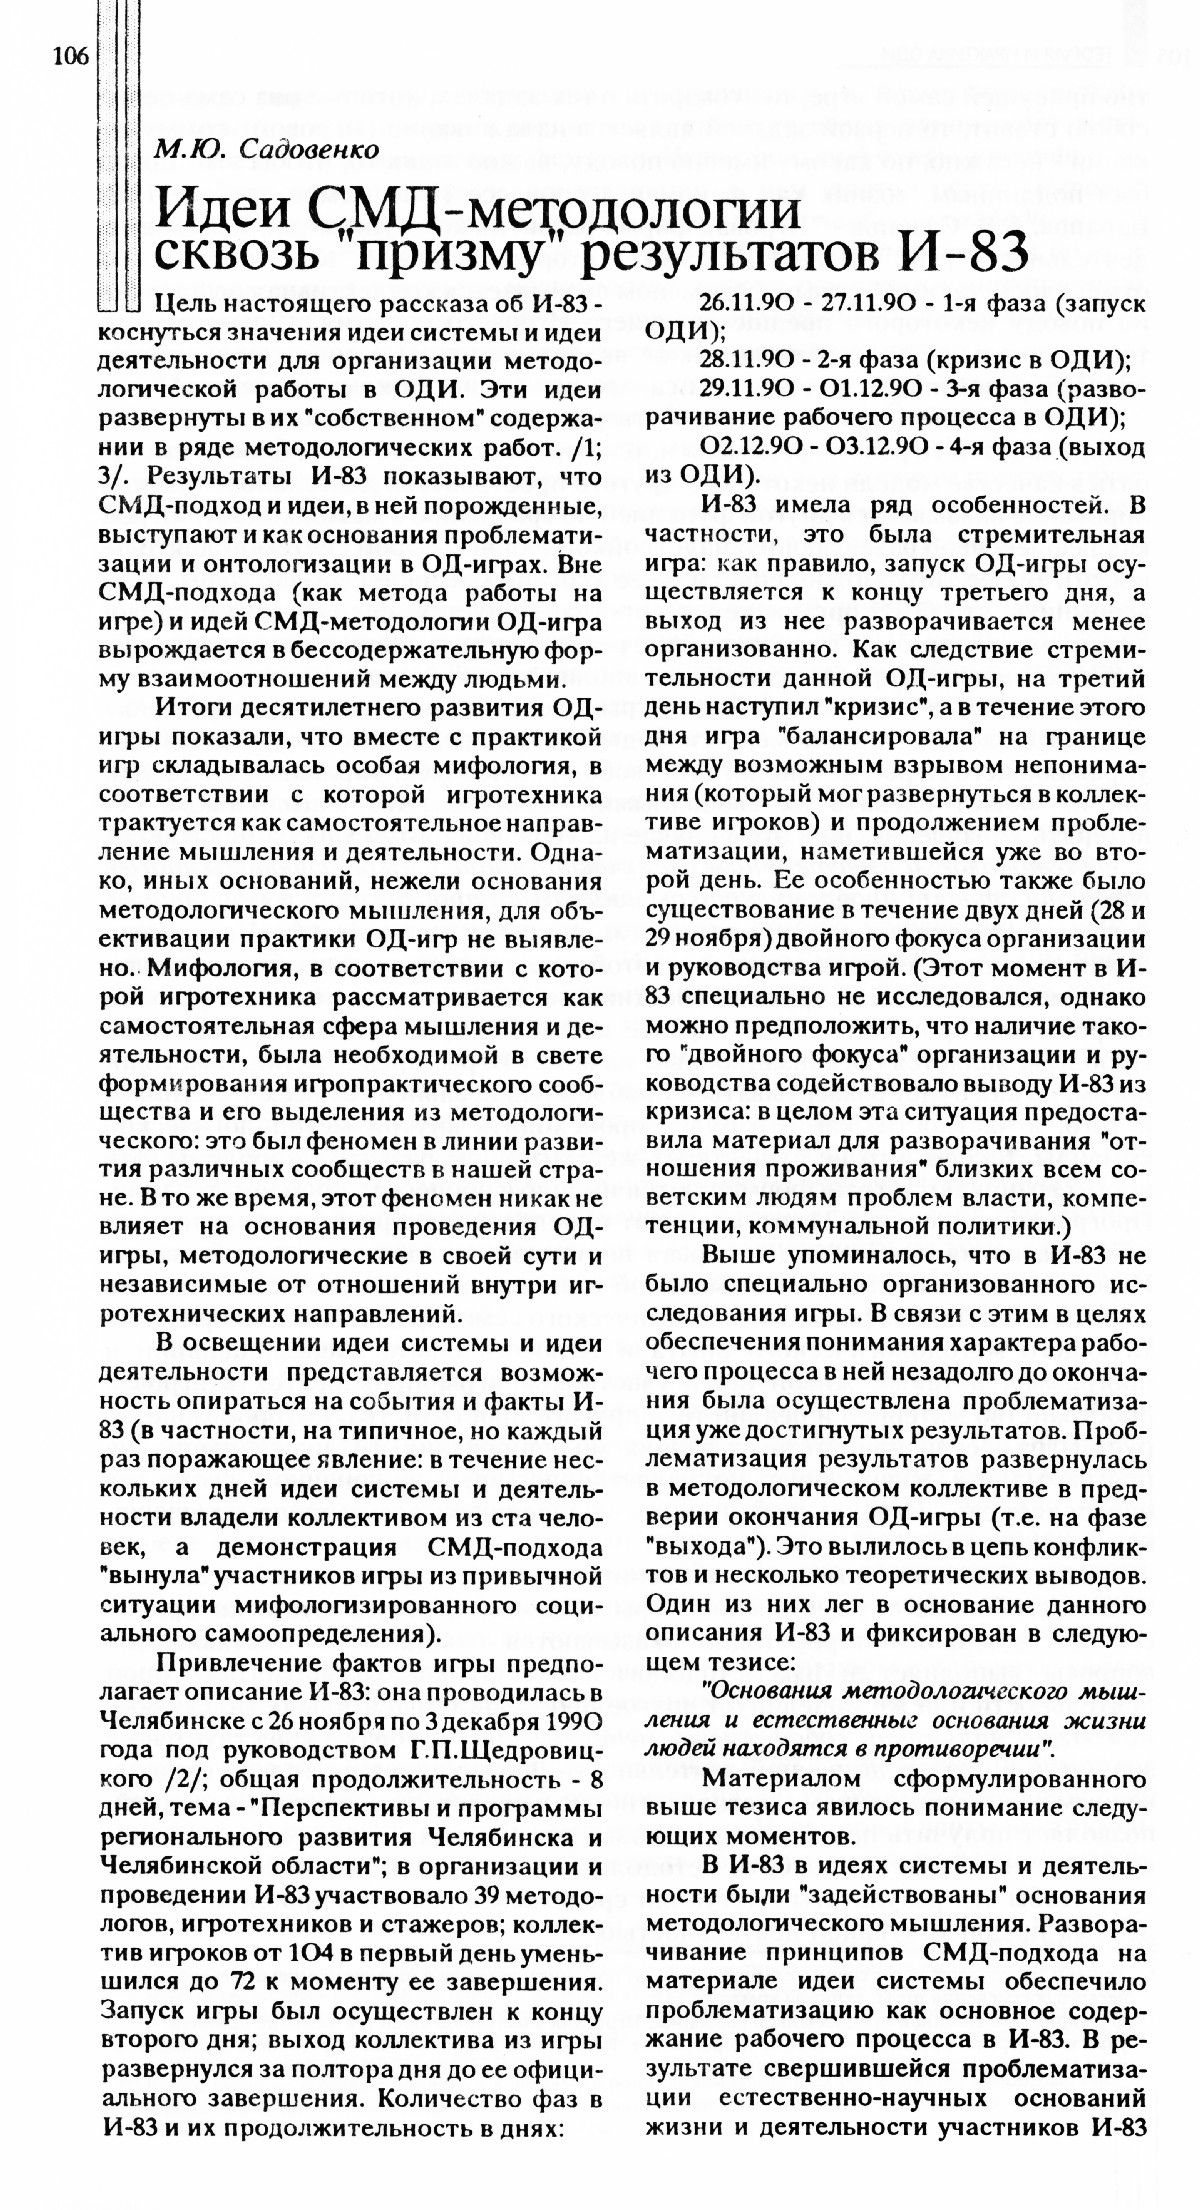 106
М.Ю. Садовенко
Идеи СМД-методологии
сквозь "призму" результатов И-83
Цель настоящего рассказа об И-83 -
коснуться значения идеи системы и идеи
деятельности для организации методо-
логической работы в ОДИ. Эти идеи
развернуты в их "собственном" содержа-
нии в ряде методологических работ. /1;
3/. Результаты И-83 показывают, что
СМД-подход и идеи, в ней порожденные,
выступают и как основания проблемати-
зации и онтологизации в ОД-играх. Вне
СМД-подхода (как метода работы на
игре) и идей СМД-методологии ОД-игра
вырождается в бессодержательную фор-
му взаимоотношений между людьми.
Итоги десятилетнего развития ОД-
игры показали, что вместе с практикой
игр складывалась особая мифология, в
соответствии с которой игротехника
трактуется как самостоятельное направ-
ление мышления и деятельности. Одна-
ко, иных оснований, нежели основания
методологического мышления, для объ-
ективации практики ОД-игр не выявле-
но. Мифология, в соответствии с кото-
рой игротехника рассматривается как
самостоятельная сфера мышления и де-
ятельности, была необходимой в свете
формирования игропрактического сооб-
щества и его выделения из методологи-
ческого: это был феномен в линии разви-
тия различных сообществ в нашей стра-
не. В то же время, этот феномен никак не
влияет на основания проведения ОД-
игры, методологические в своей сути и
независимые от отношений внутри иг-
ротехнических направлений.
В освещении идеи системы и идеи
деятельности представляется возмож-
ность опираться на события и факты И-
83 (в частности, на типичное, но каждый
раз поражающее явление: в течение нес-
кольких дней идеи системы и деятель-
ности владели коллективом из ста чело-
век, а демонстрация СМД-подхода
"вынула" участников игры из привычной
ситуации мифологизированного соци-
ального самоопределения).
Привлечение фактов игры предпо-
лагает описание И-83: она проводилась в
Челябинске с 26 ноября по 3 декабря 199О
года под руководством Г.П.Щедровиц-
кого /2/; общая продолжительность - 8
дней, тема - "Перспективы и программы
регионального развития Челябинска и
Челябинской области"; в организации и
проведении И-83 участвовало 39 методо-
логов, игротехников и стажеров; коллек-
тив игроков от 1О4 в первый день умень-
шился до 72 к моменту ее завершения.
Запуск игры был осуществлен к концу
второго дня; выход коллектива из игры
развернулся за полтора дня до ее офици-
ального завершения. Количество фаз в
И-83 и их продолжительность в днях:
26.11.9О - 27.11.9О - 1-я фаза (запуск
ОДИ);
28.11.9О - 2-я фаза (кризис в ОДИ);
29.11.9О - О1.12.9О - 3-я фаза (разво-
рачивание рабочего процесса в ОДИ);
О2.12.9О - О3.12.9О - 4-я фаза (выход
из ОДИ).
И-83 имела ряд особенностей. В
частности, это была стремительная
игра: как правило, запуск ОД-игры осу-
ществляется к концу третьего дня, а
выход из нее разворачивается менее
организованно. Как следствие стреми-
тельности данной ОД-игры, на третий
день наступил "кризис", а в течение этого
дня игра "балансировала" на границе
между возможным взрывом непонима-
ния (который мог развернуться в коллек-
тиве игроков) и продолжением пробле-
матизации, наметившейся уже во вто-
рой день. Ее особенностью также было
существование в течение двух дней (28 и
29 ноября) двойного фокуса организации
и руководства игрой. (Этот момент в И-
83 специально не исследовался, однако
можно предположить, что наличие тако-
го "двойного фокуса" организации и ру-
ководства содействовало выводу И-83 из
кризиса: в целом эта ситуация предоста-
вила материал для разворачивания "от-
ношения проживания" близких всем со-
ветским людям проблем власти, компе-
тенции, коммунальной политики.)
Выше упоминалось, что в И-83 не
было специально организованного ис-
следования игры. В связи с этим в целях
обеспечения понимания характера рабо-
чего процесса в ней незадолго до оконча-
ния была осуществлена проблематиза-
ция уже достигнутых результатов. Проб-
лематизация результатов развернулась
в методологическом коллективе в пред-
верии окончания ОД-игры (т.е. на фазе
"выхода"). Это вылилось в цепь конфлик-
тов и несколько теоретических выводов.
Один из них лег в основание данного
описания И-83 и фиксирован в следую-
щем тезисе:
"Основания методологического мыш-
ления и естественные основания жизни
людей находятся в противоречии".
Материалом сформулированного
выше тезиса явилось понимание следу-
ющих моментов.
В И-83 в идеях системы и деятель-
ности были "задействованы" основания
методологического мышления. Развора-
чивание принципов СМД-подхода на
материале идеи системы обеспечило
проблематизацию как основное содер-
жание рабочего процесса в И-83. В ре-
зультате свершившейся проблематиза-
ции естественно-научных оснований
жизни и деятельности участников И-83